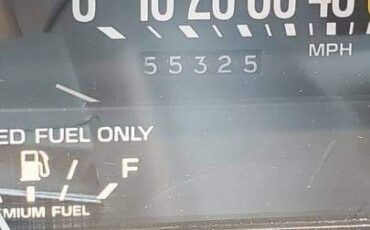 0 10 20 30 40
55325
MPH
ED FUEL ONLY
F
EMIUM FUEL